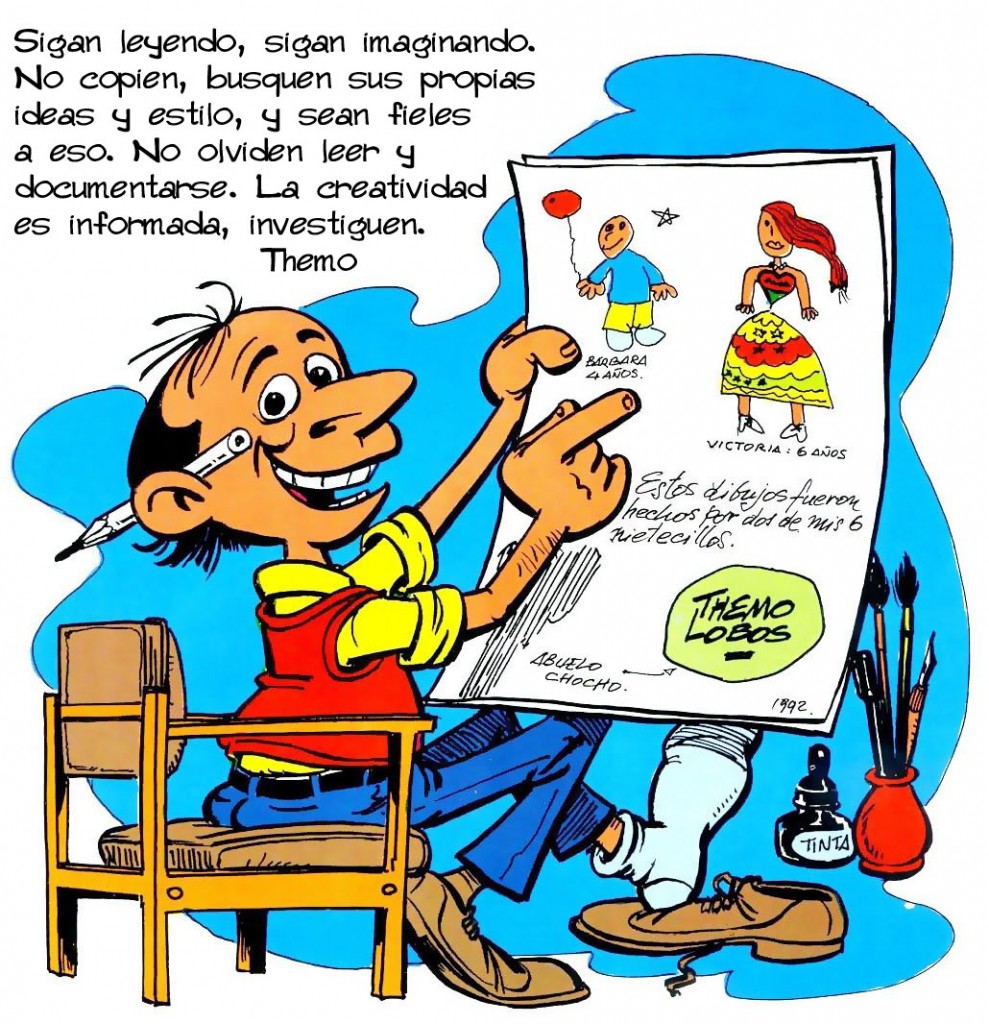 Sigan leyendo, sigan imaginando.
No copien, busquen sus propias
ideas y estilo, y sean fieles
a eso. No olviden leer y
documentarse. La creatividad
es informada, investiguen.
Themo
BÁRBARA
4 AÑOS.
VICTORIA: 6 AÑOS
Estos dibujos fueron
hechos por dos de mis 6
nietecillos.
THEMO
LOBOS
ABUELO
CHOCHO.
1992.
TINTA